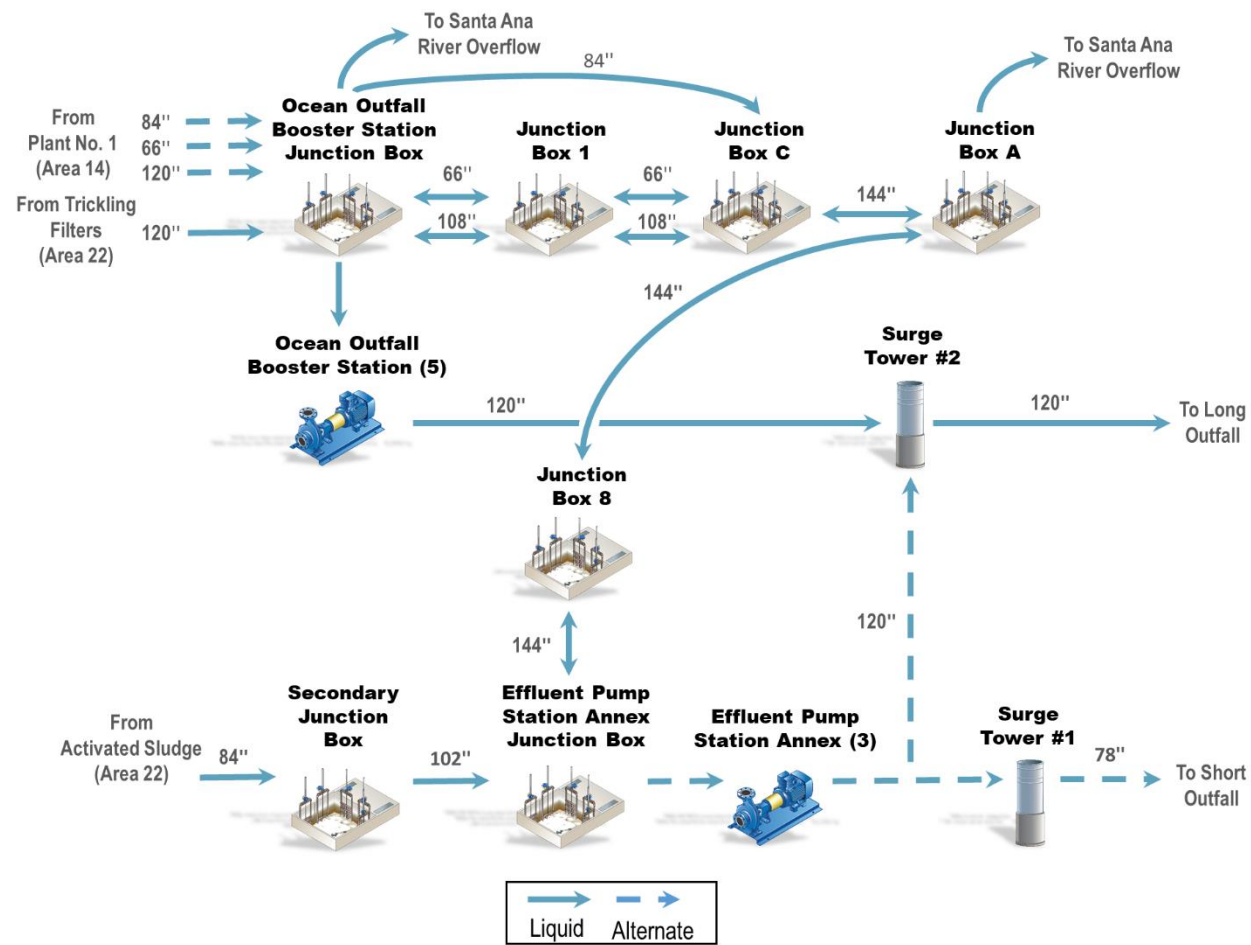 To Santa Ana
River Overflow
84"
To Santa Ana
River Overflow
From
Plant No. 1
(Area 14)
84"
66"
120"
Ocean Outfall
Booster Station
Junction Box
Junction
Box 1
Junction
Box C
Junction
Box A
From Trickling
Filters
(Area 22)
120"
66"
108"
66"
108"
144"
144"
Ocean Outfall
Booster Station (5)
Surge
Tower #2
120"
120"
To Long
Outfall
Junction
Box 8
144"
120"
From
Activated Sludge
(Area 22)
84"
Secondary
Junction
Box
102"
Effluent Pump
Station Annex
Junction Box
Effluent Pump
Station Annex (3)
Surge
Tower #1
78"
To Short
Outfall
Liquid
Alternate